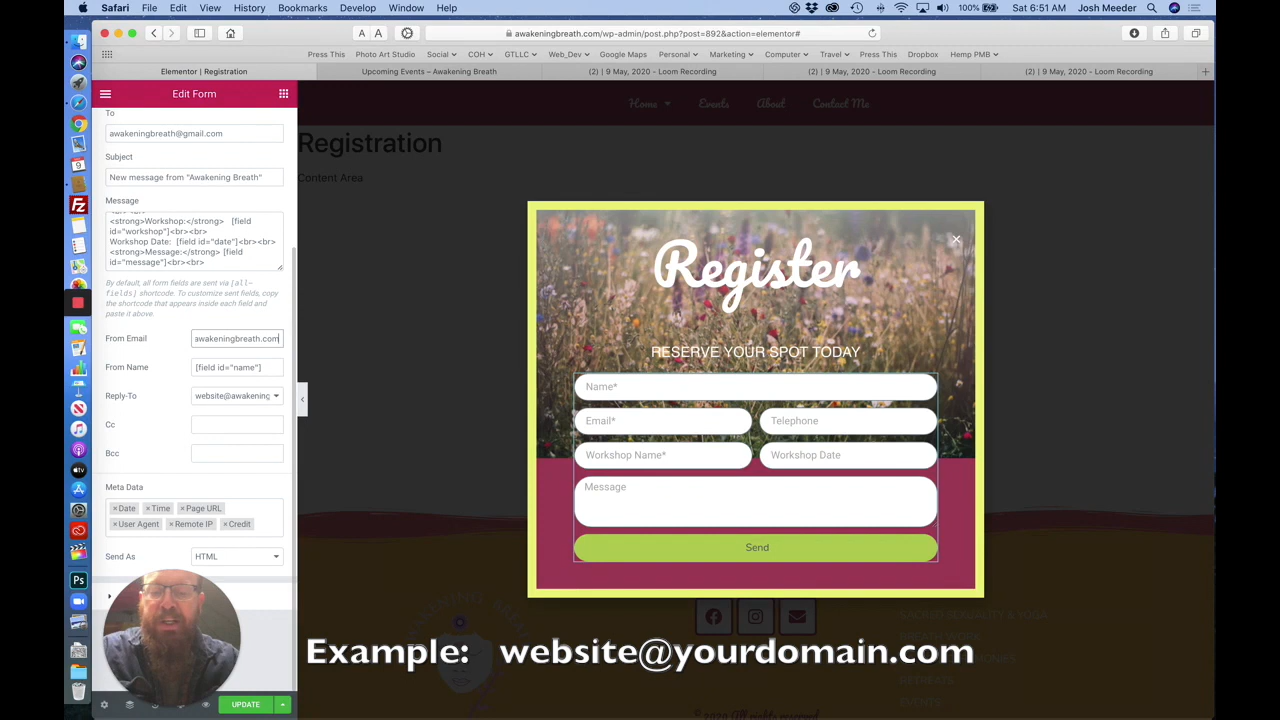 Safari File Edit View History Bookmarks Develop Window Help
100% Sat 6:51 AM Josh Meeder
A A awakeningbreath.com/wp-admin/post.php?post=892&action=elementor#
Press This Photo Art Studio Social COH GTLLC Web_Dev Google Maps Personal Marketing Computer Travel Press This Dropbox Hemp PMB
Elementor | Registration Upcoming Events – Awakening Breath (2) | 9 May, 2020 - Loom Recording (2) | 9 May, 2020 - Loom Recording (2) | 9 May, 2020 - Loom Recording
Edit Form
Home Events About Contact Me
To
awakeningbreath@gmail.com
Registration
Subject
New message from "Awakening Breath"
Content Area
Message
<strong>Workshop:</strong> [field
id="workshop"]<br><br>
Workshop Date: [field id="date"]<br><br>
<strong>Message:</strong> [field
id="message"]<br><br>
By default, all form fields are sent via [all-
fields] shortcode. To customize sent fields, copy
the shortcode that appears inside each field and
paste it above.
From Email awakeningbreath.com
From Name [field id="name"]
Reply-To website@awakening
Cc
Bcc
Meta Data
×Date ×Time ×Page URL
×User Agent ×Remote IP ×Credit
Send As HTML
UPDATE
Register
RESERVE YOUR SPOT TODAY
Name*
Email* Telephone
Workshop Name* Workshop Date
Message
Send
Example: website@yourdomain.com
BREATH WORK
RETREATS
EVENTS
© 2020 All rights reserved